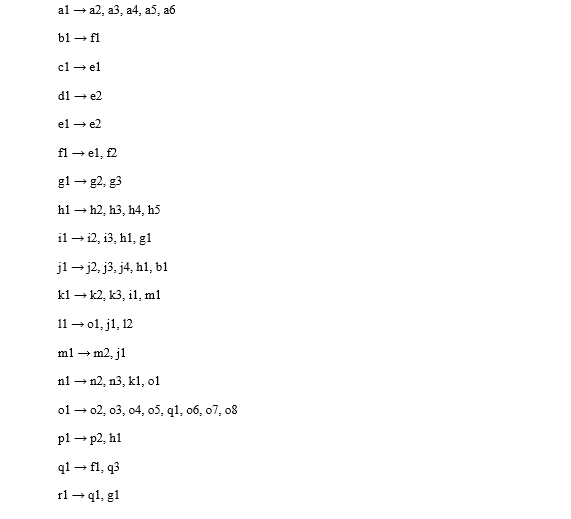 a1 → a2, a3, a4, a5, a6
b1 → f1
c1 → e1
d1 → e2
e1 → e2
f1 → e1, f2
g1 → g2, g3
h1 → h2, h3, h4, h5
i1 → i2, i3, h1, g1
j1 → j2, j3, j4, h1, b1
k1 → k2, k3, i1, m1
l1 → o1, j1, l2
m1 → m2, j1
n1 → n2, n3, k1, o1
o1 → o2, o3, o4, o5, q1, o6, o7, o8
p1 → p2, h1
q1 → f1, q3
r1 → q1, g1